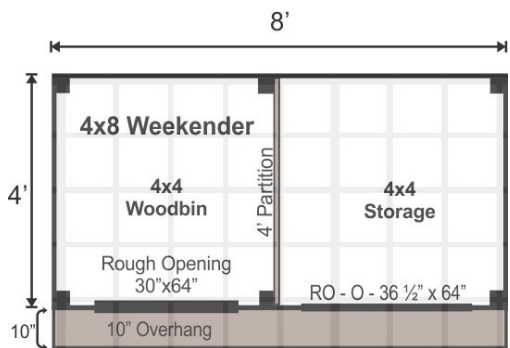 8’
4x8 Weekender
4’
4x4
Woodbin
4’ Partition
4x4
Storage
Rough Opening
30”x64”
RO - O - 36 ½” x 64”
10”
10” Overhang